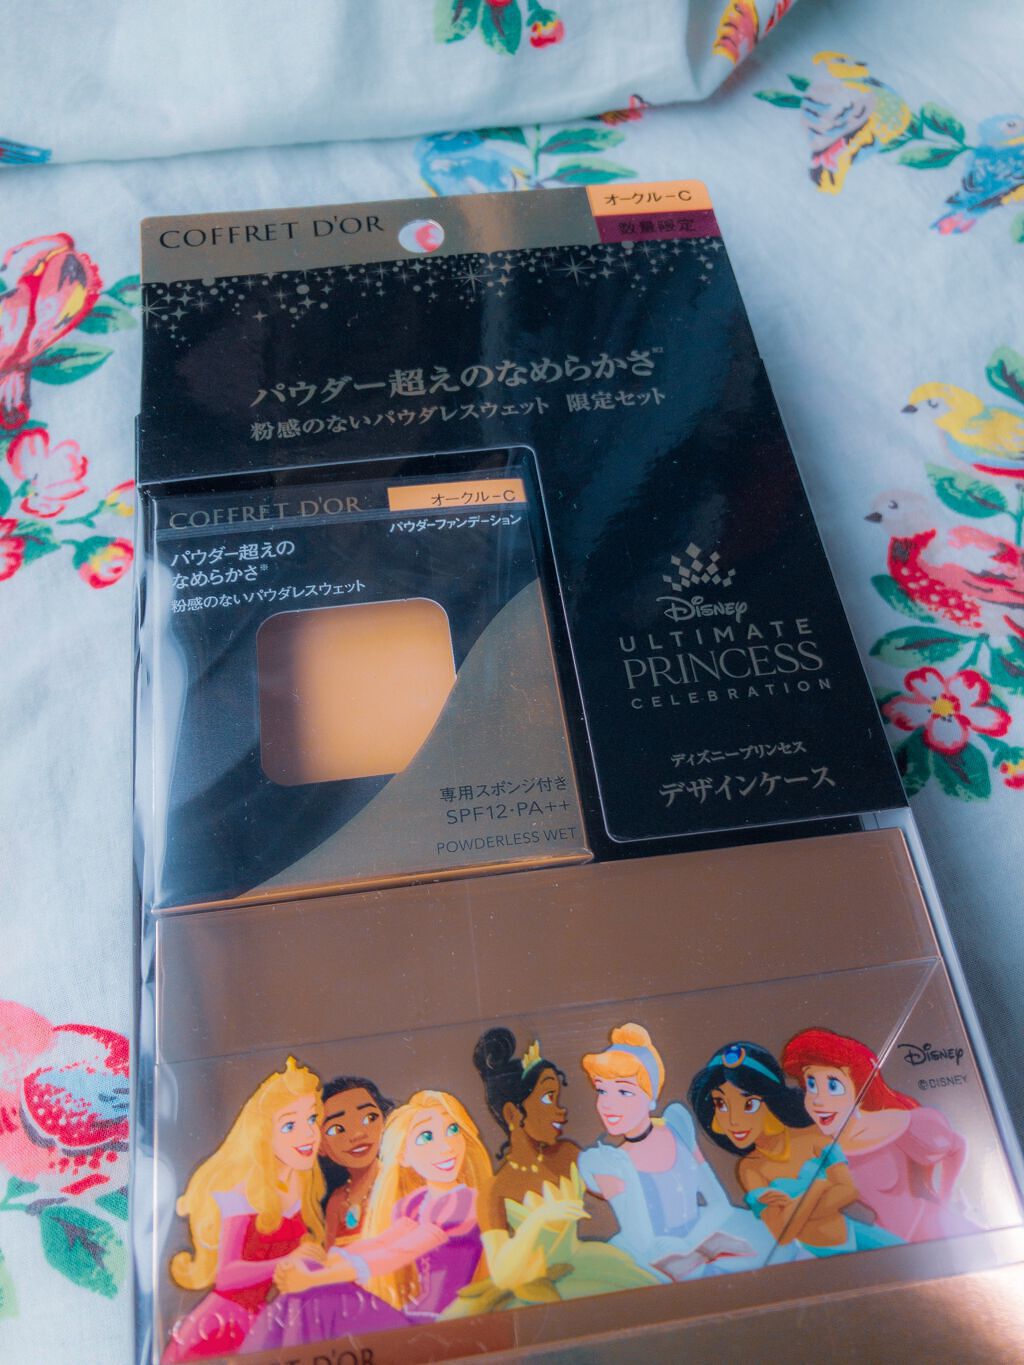 COFFRET D'OR
オークル-C
数量限定
パウダー超えのなめらかさ※2
粉感のないパウダレスウェット 限定セット
COFFRET D'OR
オークル-C
パウダーファンデーション
パウダー超えの
なめらかさ※
粉感のないパウダレスウェット
専用スポンジ付き
SPF12・PA++
POWDERLESS WET
Disney
ULTIMATE
PRINCESS
CELEBRATION
ディズニープリンセス
デザインケース
Disney
©DISNEY
COFFRET D'OR
COFFRET D'OR